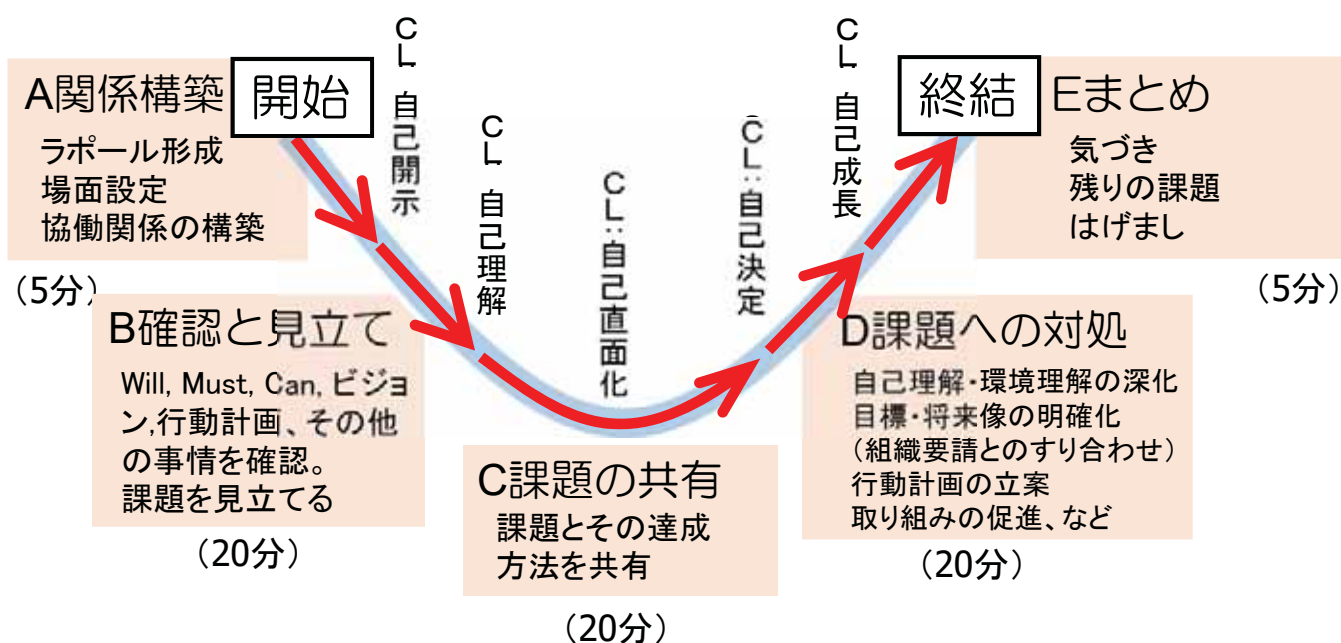 A関係構築
開始
ラポール形成
場面設定
協働関係の構築
（5分）
CL：自己開示
CL：自己理解
CL：自己直面化
CL：自己決定
CL：自己成長
終結
Eまとめ
気づき
残りの課題
はげまし
（5分）
B確認と見立て
Will, Must, Can, ビジョ
ン,行動計画、その他
の事情を確認。
課題を見立てる
（20分）
C課題の共有
課題とその達成
方法を共有
（20分）
D課題への対処
自己理解・環境理解の深化
目標・将来像の明確化
（組織要請とのすり合わせ）
行動計画の立案
取り組みの促進、など
（20分）